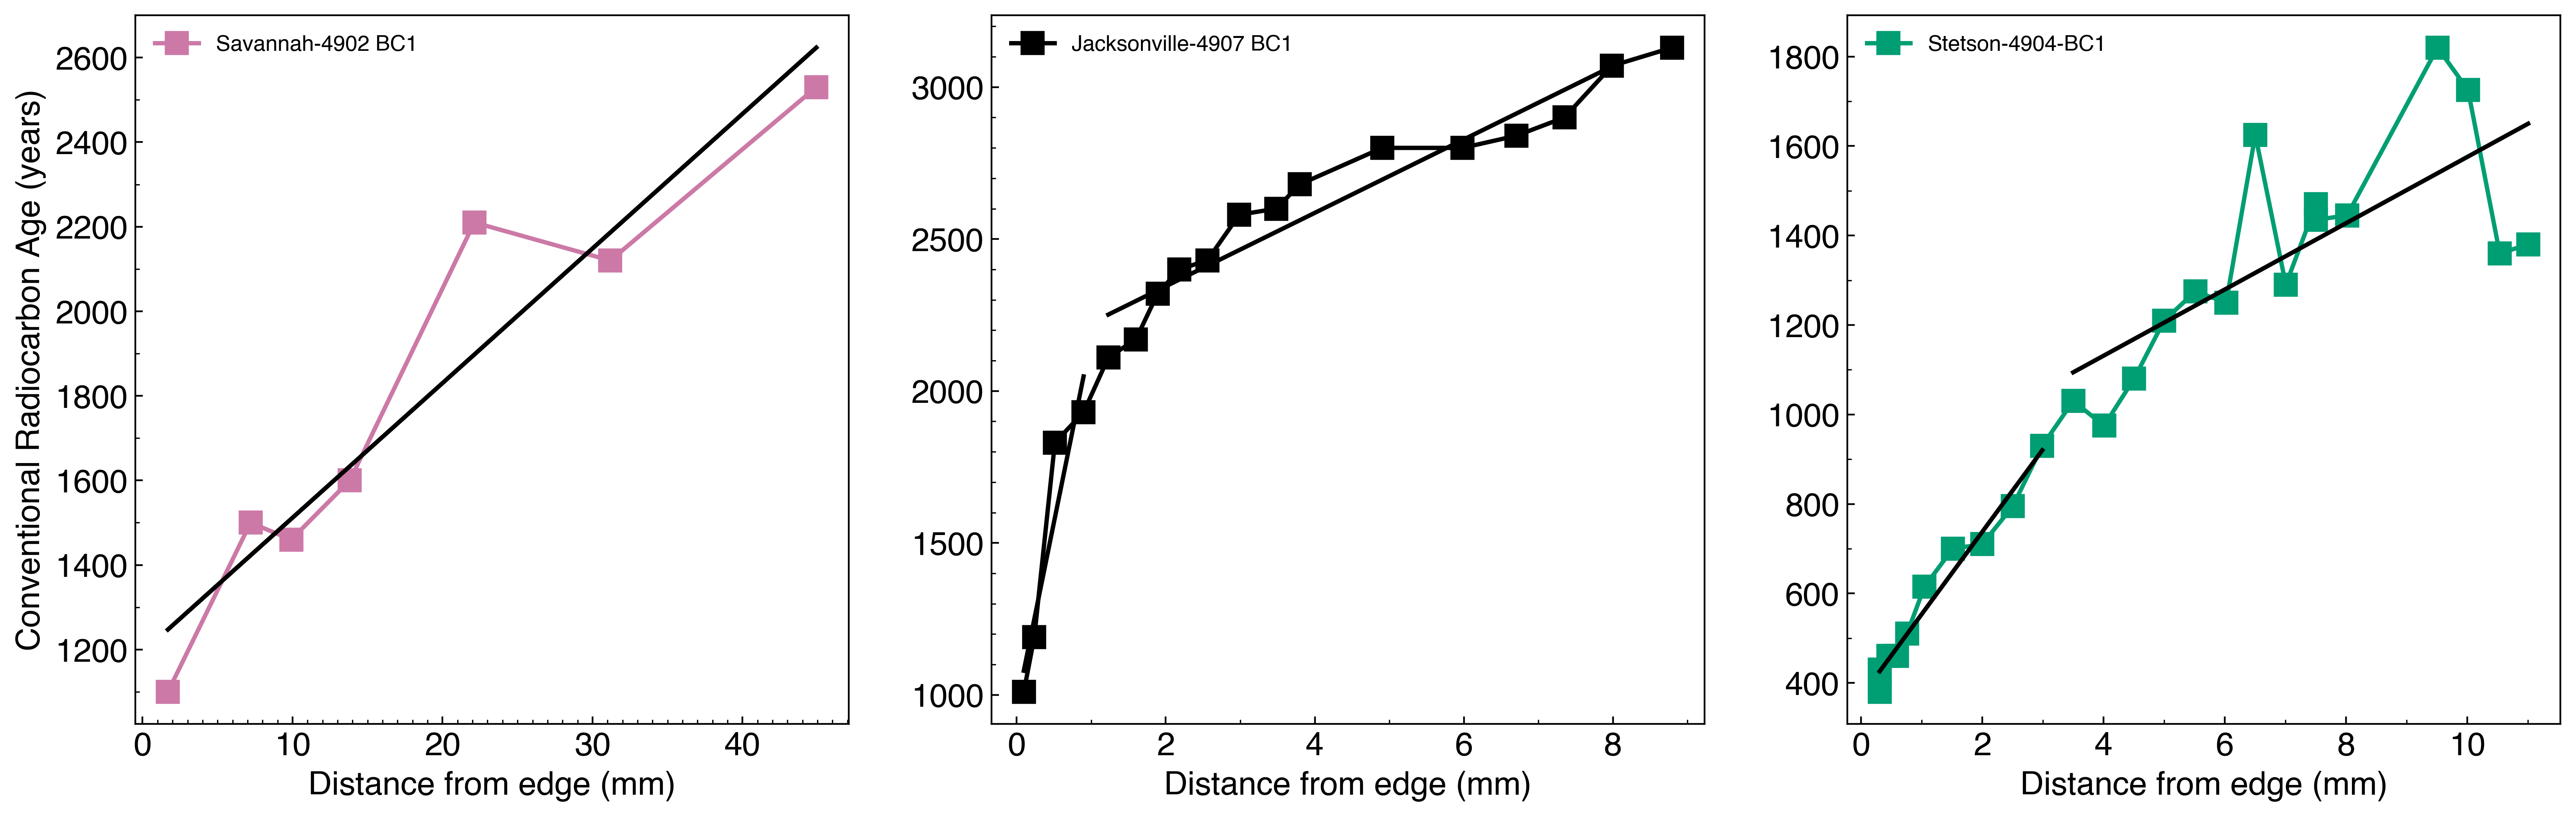 Conventional Radiocarbon Age (years)
Savannah-4902 BC1
2600
2400
2200
2000
1800
1600
1400
1200
0 10 20 30 40
Distance from edge (mm)
Jacksonville-4907 BC1
3000
2500
2000
1500
1000
0 2 4 6 8
Distance from edge (mm)
Stetson-4904-BC1
1800
1600
1400
1200
1000
800
600
400
0 2 4 6 8 10
Distance from edge (mm)